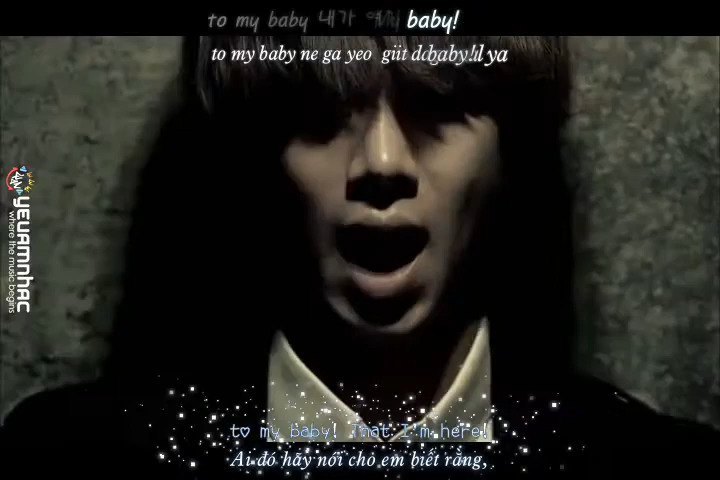 to my baby 내가 baby!
to my baby ne ga yeo baby! ya
YEUAMNHAC
where the music begins
to my baby! That I'm here!
Ai đó hãy nói cho em biết rằng,